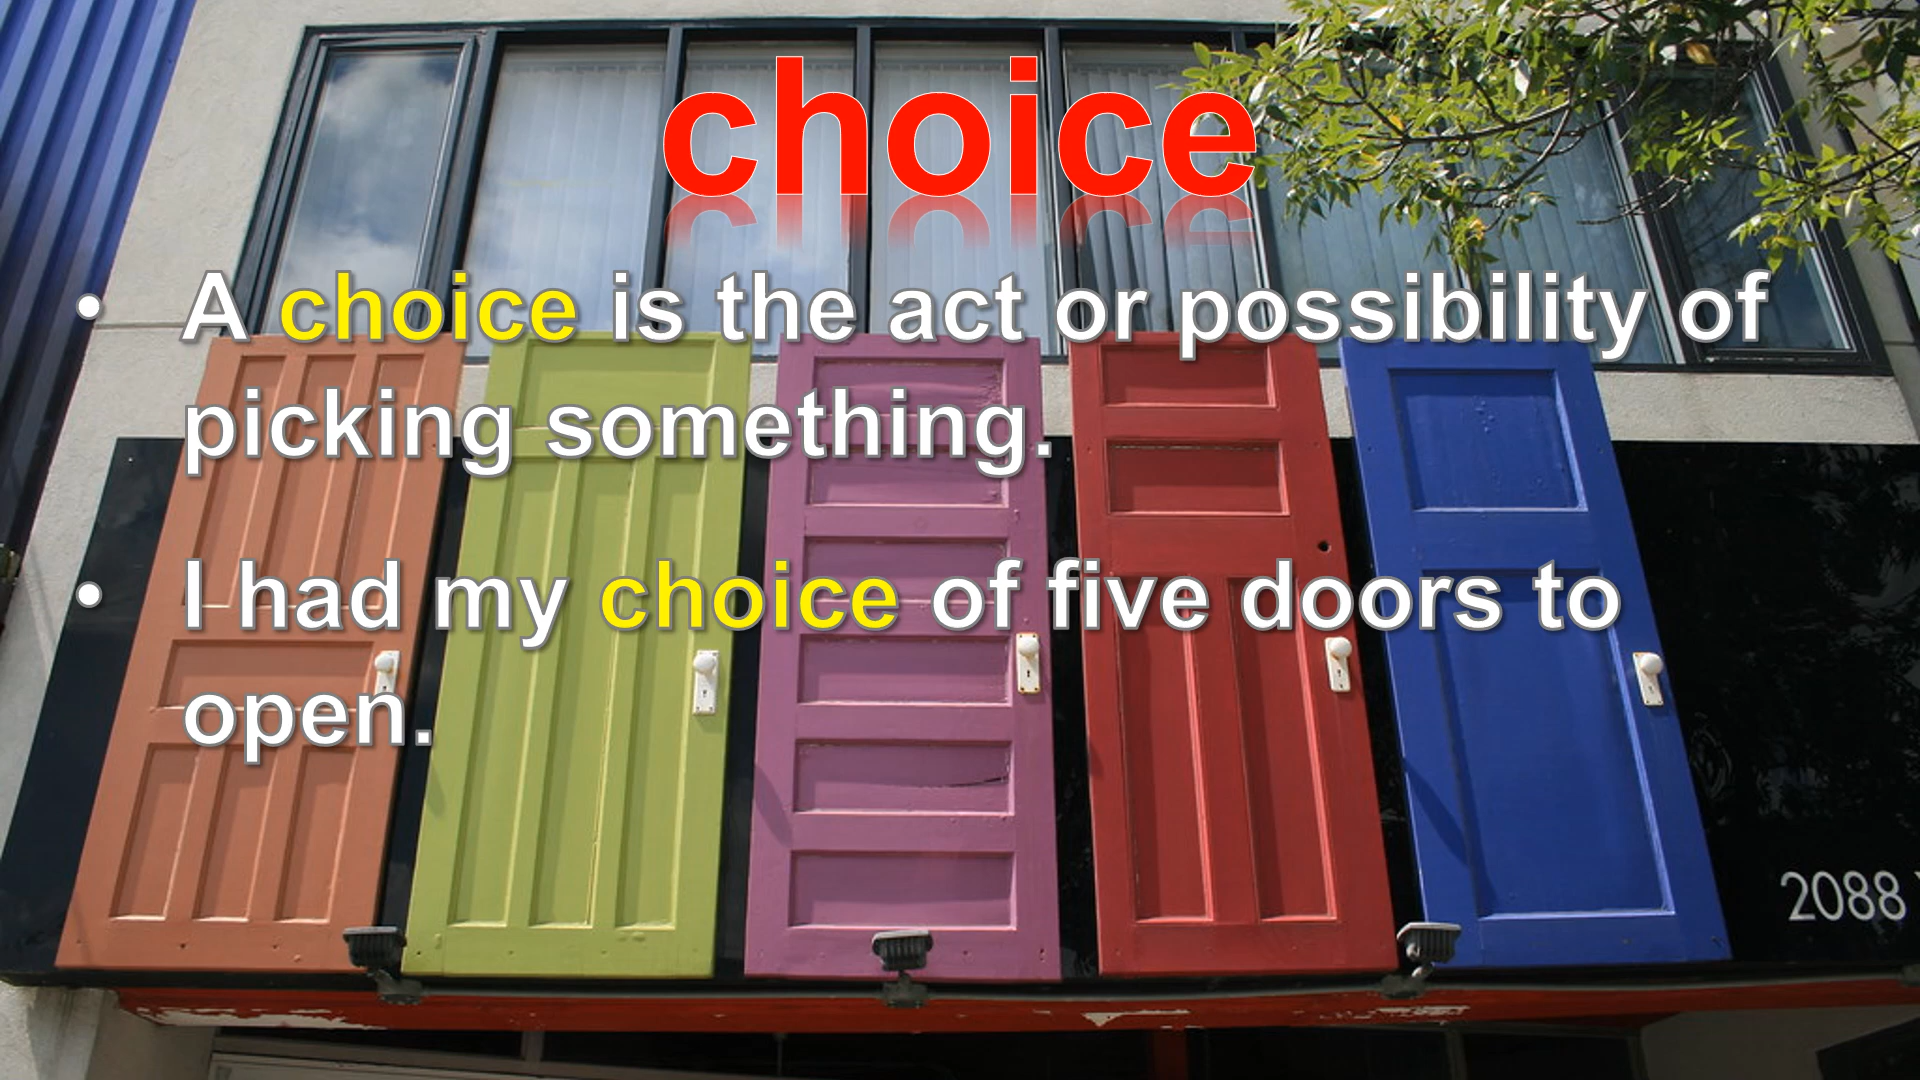 choice
• A choice is the act or possibility of
picking something.
• I had my choice of five doors to
open.
2088